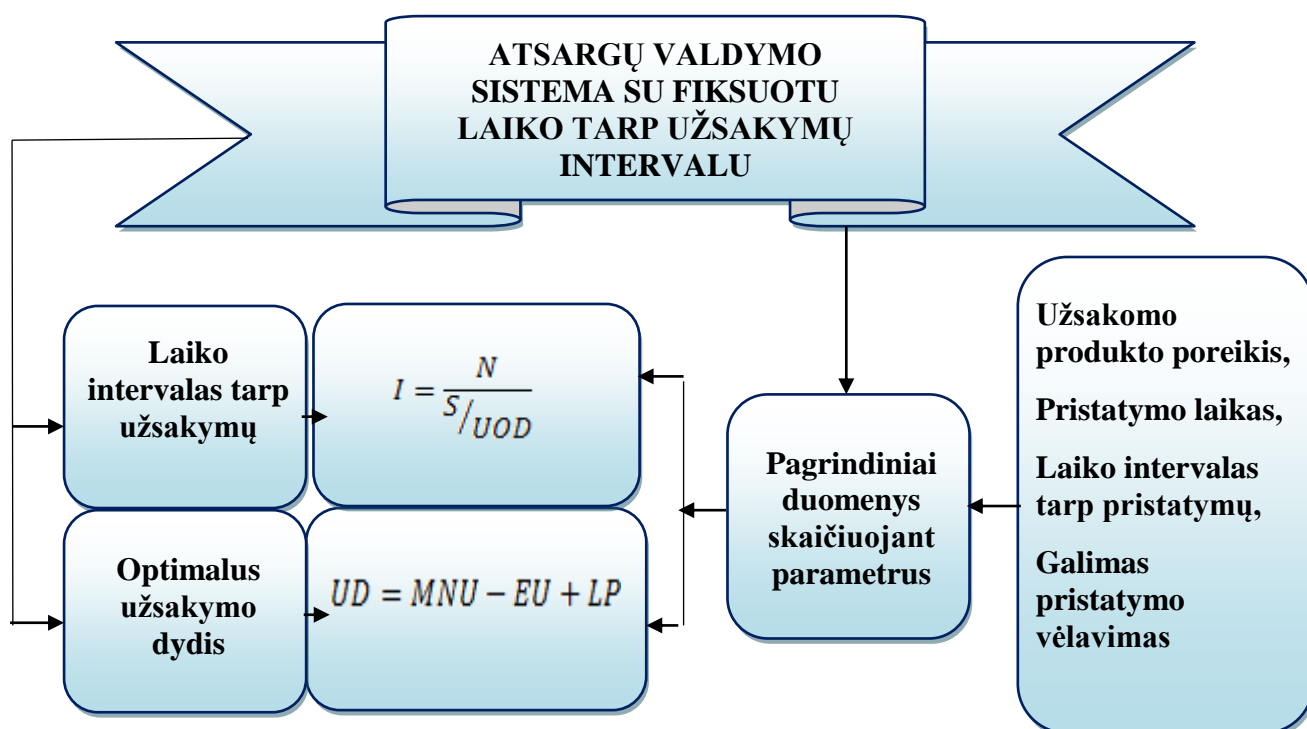 ATSARGŲ VALDYMO
SISTEMA SU FIKSUOTU
LAIKO TARP UŽSAKYMŲ
INTERVALU
Laiko
intervalas tarp
užsakymų
I = N / (S/UOD)
Optimalus
užsakymo
dydis
UD = MNU − EU + LP
Pagrindiniai
duomenys
skaičiuojant
parametrus
Užsakomo
produkto poreikis,
Pristatymo laikas,
Laiko intervalas
tarp pristatymų,
Galimas
pristatymo
vėlavimas